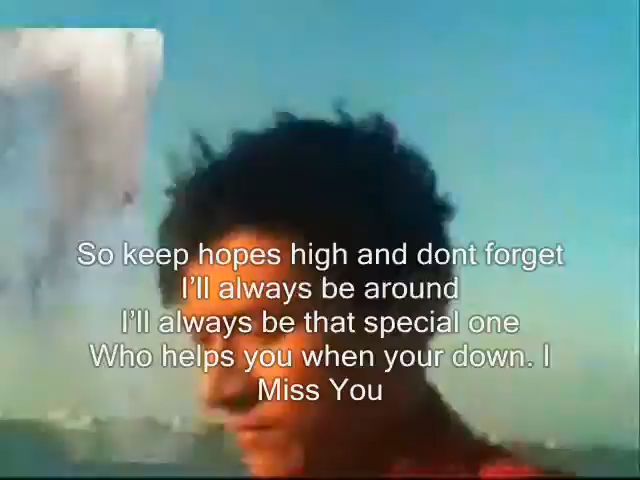 So keep hopes high and dont forget
I'll always be around
I'll always be that special one
Who helps you when your down. I
Miss You